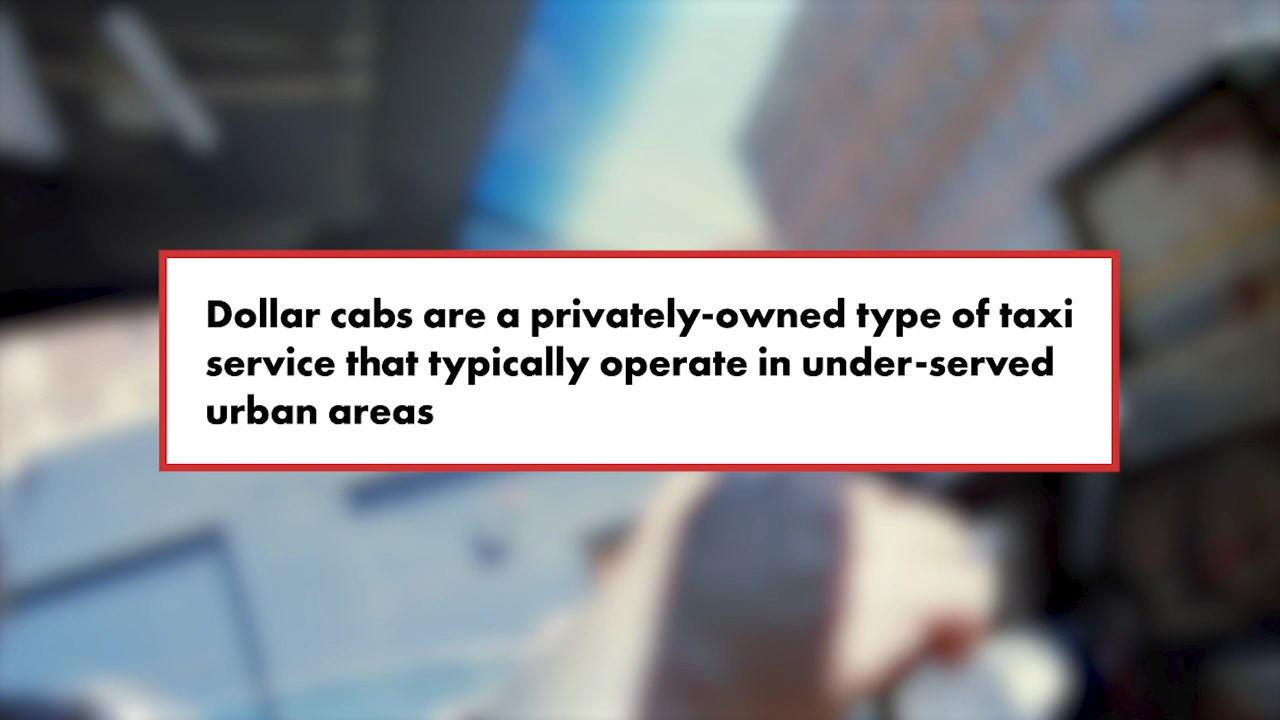 Dollar cabs are a privately-owned type of taxi
service that typically operate in under-served
urban areas